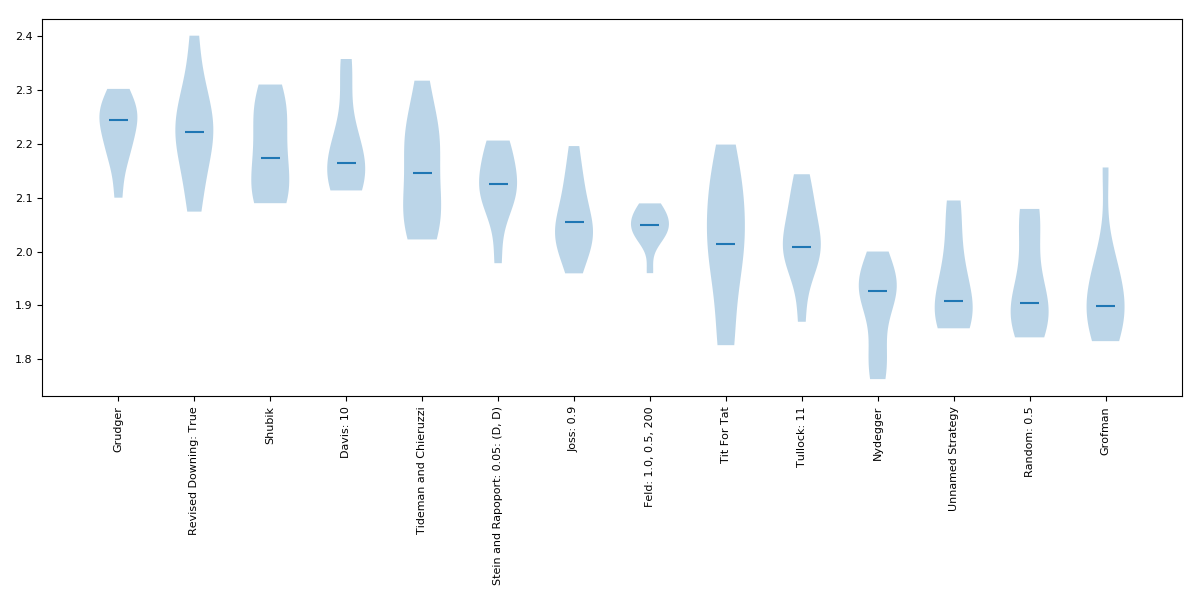 2.4
2.3
2.2
2.1
2.0
1.9
1.8
Grudger
Revised Downing: True
Shubik
Davis: 10
Tideman and Chieruzzi
Stein and Rapoport: 0.05: (D, D)
Joss: 0.9
Feld: 1.0, 0.5, 200
Tit For Tat
Tullock: 11
Nydegger
Unnamed Strategy
Random: 0.5
Grofman